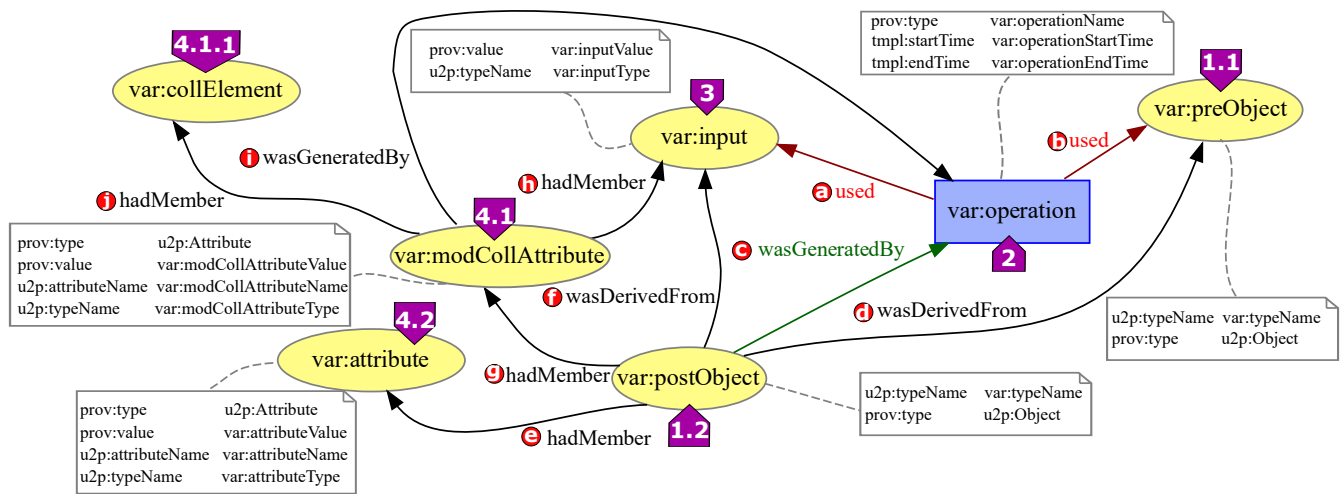 4.1.1
var:collElement
prov:value var:inputValue
u2p:typeName var:inputType
3
var:input
prov:type var:operationName
tmpl:startTime var:operationStartTime
tmpl:endTime var:operationEndTime
1.1
var:preObject
b used
i wasGeneratedBy
h hadMember
a used
j hadMember
4.1
var:modCollAttribute
var:operation
2
prov:type u2p:Attribute
prov:value var:modCollAttributeValue
u2p:attributeName var:modCollAttributeName
u2p:typeName var:modCollAttributeType
c wasGeneratedBy
f wasDerivedFrom
d wasDerivedFrom
u2p:typeName var:typeName
prov:type u2p:Object
4.2
var:attribute
g hadMember
var:postObject
1.2
u2p:typeName var:typeName
prov:type u2p:Object
prov:type u2p:Attribute
prov:value var:attributeValue
u2p:attributeName var:attributeName
u2p:typeName var:attributeType
e hadMember